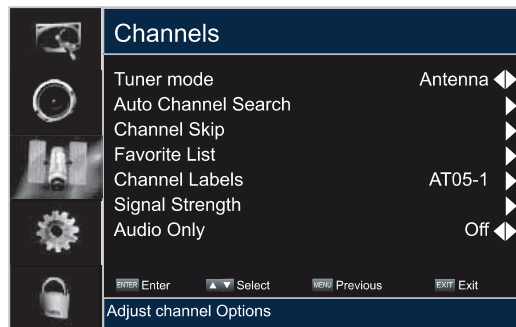 Channels
Tuner mode Antenna
Auto Channel Search
Channel Skip
Favorite List
Channel Labels AT05-1
Signal Strength
Audio Only Off
ENTER Enter ▲ ▼ Select MENU Previous EXIT Exit
Adjust channel Options